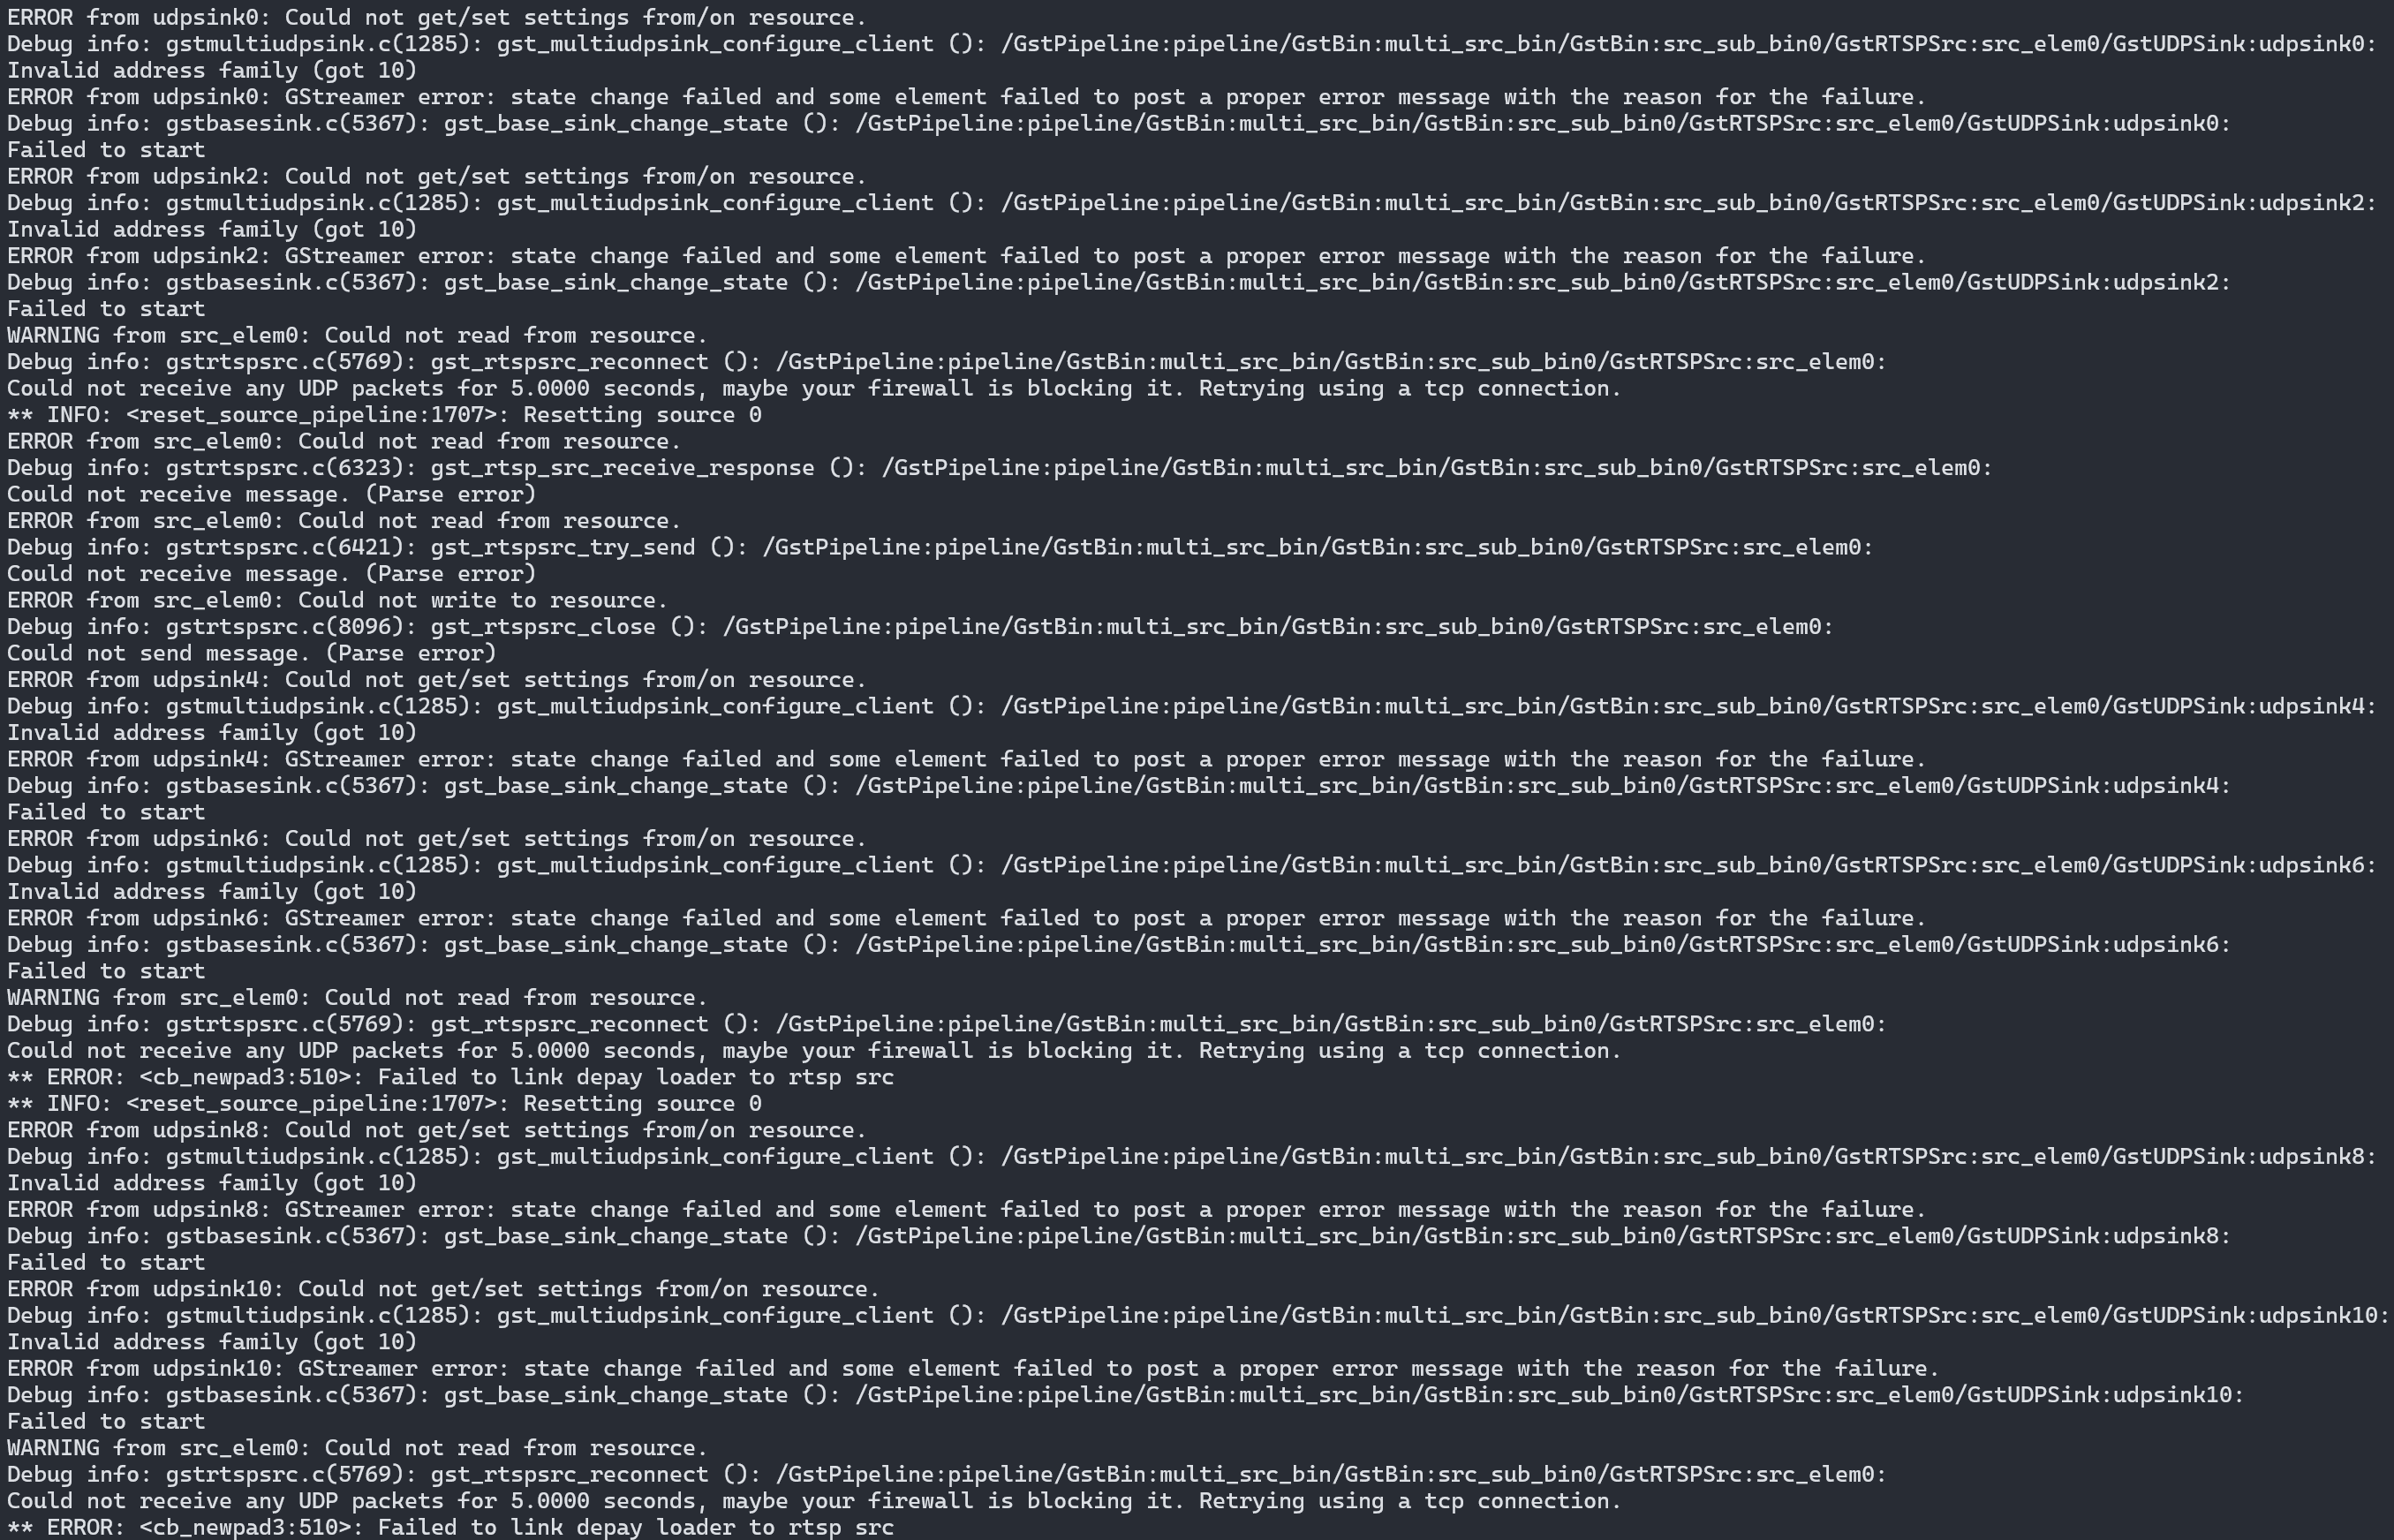 ERROR from udpsink0: Could not get/set settings from/on resource.
Debug info: gstmultiudpsink.c(1285): gst_multiudpsink_configure_client (): /GstPipeline:pipeline/GstBin:multi_src_bin/GstBin:src_sub_bin0/GstRTSPSrc:src_elem0/GstUDPSink:udpsink0:
Invalid address family (got 10)
ERROR from udpsink0: GStreamer error: state change failed and some element failed to post a proper error message with the reason for the failure.
Debug info: gstbasesink.c(5367): gst_base_sink_change_state (): /GstPipeline:pipeline/GstBin:multi_src_bin/GstBin:src_sub_bin0/GstRTSPSrc:src_elem0/GstUDPSink:udpsink0:
Failed to start
ERROR from udpsink2: Could not get/set settings from/on resource.
Debug info: gstmultiudpsink.c(1285): gst_multiudpsink_configure_client (): /GstPipeline:pipeline/GstBin:multi_src_bin/GstBin:src_sub_bin0/GstRTSPSrc:src_elem0/GstUDPSink:udpsink2:
Invalid address family (got 10)
ERROR from udpsink2: GStreamer error: state change failed and some element failed to post a proper error message with the reason for the failure.
Debug info: gstbasesink.c(5367): gst_base_sink_change_state (): /GstPipeline:pipeline/GstBin:multi_src_bin/GstBin:src_sub_bin0/GstRTSPSrc:src_elem0/GstUDPSink:udpsink2:
Failed to start
WARNING from src_elem0: Could not read from resource.
Debug info: gstrtspsrc.c(5769): gst_rtspsrc_reconnect (): /GstPipeline:pipeline/GstBin:multi_src_bin/GstBin:src_sub_bin0/GstRTSPSrc:src_elem0:
Could not receive any UDP packets for 5.0000 seconds, maybe your firewall is blocking it. Retrying using a tcp connection.
** INFO: <reset_source_pipeline:1707>: Resetting source 0
ERROR from src_elem0: Could not read from resource.
Debug info: gstrtspsrc.c(6323): gst_rtsp_src_receive_response (): /GstPipeline:pipeline/GstBin:multi_src_bin/GstBin:src_sub_bin0/GstRTSPSrc:src_elem0:
Could not receive message. (Parse error)
ERROR from src_elem0: Could not read from resource.
Debug info: gstrtspsrc.c(6421): gst_rtspsrc_try_send (): /GstPipeline:pipeline/GstBin:multi_src_bin/GstBin:src_sub_bin0/GstRTSPSrc:src_elem0:
Could not receive message. (Parse error)
ERROR from src_elem0: Could not write to resource.
Debug info: gstrtspsrc.c(8096): gst_rtspsrc_close (): /GstPipeline:pipeline/GstBin:multi_src_bin/GstBin:src_sub_bin0/GstRTSPSrc:src_elem0:
Could not send message. (Parse error)
ERROR from udpsink4: Could not get/set settings from/on resource.
Debug info: gstmultiudpsink.c(1285): gst_multiudpsink_configure_client (): /GstPipeline:pipeline/GstBin:multi_src_bin/GstBin:src_sub_bin0/GstRTSPSrc:src_elem0/GstUDPSink:udpsink4:
Invalid address family (got 10)
ERROR from udpsink4: GStreamer error: state change failed and some element failed to post a proper error message with the reason for the failure.
Debug info: gstbasesink.c(5367): gst_base_sink_change_state (): /GstPipeline:pipeline/GstBin:multi_src_bin/GstBin:src_sub_bin0/GstRTSPSrc:src_elem0/GstUDPSink:udpsink4:
Failed to start
ERROR from udpsink6: Could not get/set settings from/on resource.
Debug info: gstmultiudpsink.c(1285): gst_multiudpsink_configure_client (): /GstPipeline:pipeline/GstBin:multi_src_bin/GstBin:src_sub_bin0/GstRTSPSrc:src_elem0/GstUDPSink:udpsink6:
Invalid address family (got 10)
ERROR from udpsink6: GStreamer error: state change failed and some element failed to post a proper error message with the reason for the failure.
Debug info: gstbasesink.c(5367): gst_base_sink_change_state (): /GstPipeline:pipeline/GstBin:multi_src_bin/GstBin:src_sub_bin0/GstRTSPSrc:src_elem0/GstUDPSink:udpsink6:
Failed to start
WARNING from src_elem0: Could not read from resource.
Debug info: gstrtspsrc.c(5769): gst_rtspsrc_reconnect (): /GstPipeline:pipeline/GstBin:multi_src_bin/GstBin:src_sub_bin0/GstRTSPSrc:src_elem0:
Could not receive any UDP packets for 5.0000 seconds, maybe your firewall is blocking it. Retrying using a tcp connection.
** ERROR: <cb_newpad3:510>: Failed to link depay loader to rtsp src
** INFO: <reset_source_pipeline:1707>: Resetting source 0
ERROR from udpsink8: Could not get/set settings from/on resource.
Debug info: gstmultiudpsink.c(1285): gst_multiudpsink_configure_client (): /GstPipeline:pipeline/GstBin:multi_src_bin/GstBin:src_sub_bin0/GstRTSPSrc:src_elem0/GstUDPSink:udpsink8:
Invalid address family (got 10)
ERROR from udpsink8: GStreamer error: state change failed and some element failed to post a proper error message with the reason for the failure.
Debug info: gstbasesink.c(5367): gst_base_sink_change_state (): /GstPipeline:pipeline/GstBin:multi_src_bin/GstBin:src_sub_bin0/GstRTSPSrc:src_elem0/GstUDPSink:udpsink8:
Failed to start
ERROR from udpsink10: Could not get/set settings from/on resource.
Debug info: gstmultiudpsink.c(1285): gst_multiudpsink_configure_client (): /GstPipeline:pipeline/GstBin:multi_src_bin/GstBin:src_sub_bin0/GstRTSPSrc:src_elem0/GstUDPSink:udpsink10:
Invalid address family (got 10)
ERROR from udpsink10: GStreamer error: state change failed and some element failed to post a proper error message with the reason for the failure.
Debug info: gstbasesink.c(5367): gst_base_sink_change_state (): /GstPipeline:pipeline/GstBin:multi_src_bin/GstBin:src_sub_bin0/GstRTSPSrc:src_elem0/GstUDPSink:udpsink10:
Failed to start
WARNING from src_elem0: Could not read from resource.
Debug info: gstrtspsrc.c(5769): gst_rtspsrc_reconnect (): /GstPipeline:pipeline/GstBin:multi_src_bin/GstBin:src_sub_bin0/GstRTSPSrc:src_elem0:
Could not receive any UDP packets for 5.0000 seconds, maybe your firewall is blocking it. Retrying using a tcp connection.
** ERROR: <cb_newpad3:510>: Failed to link depay loader to rtsp src